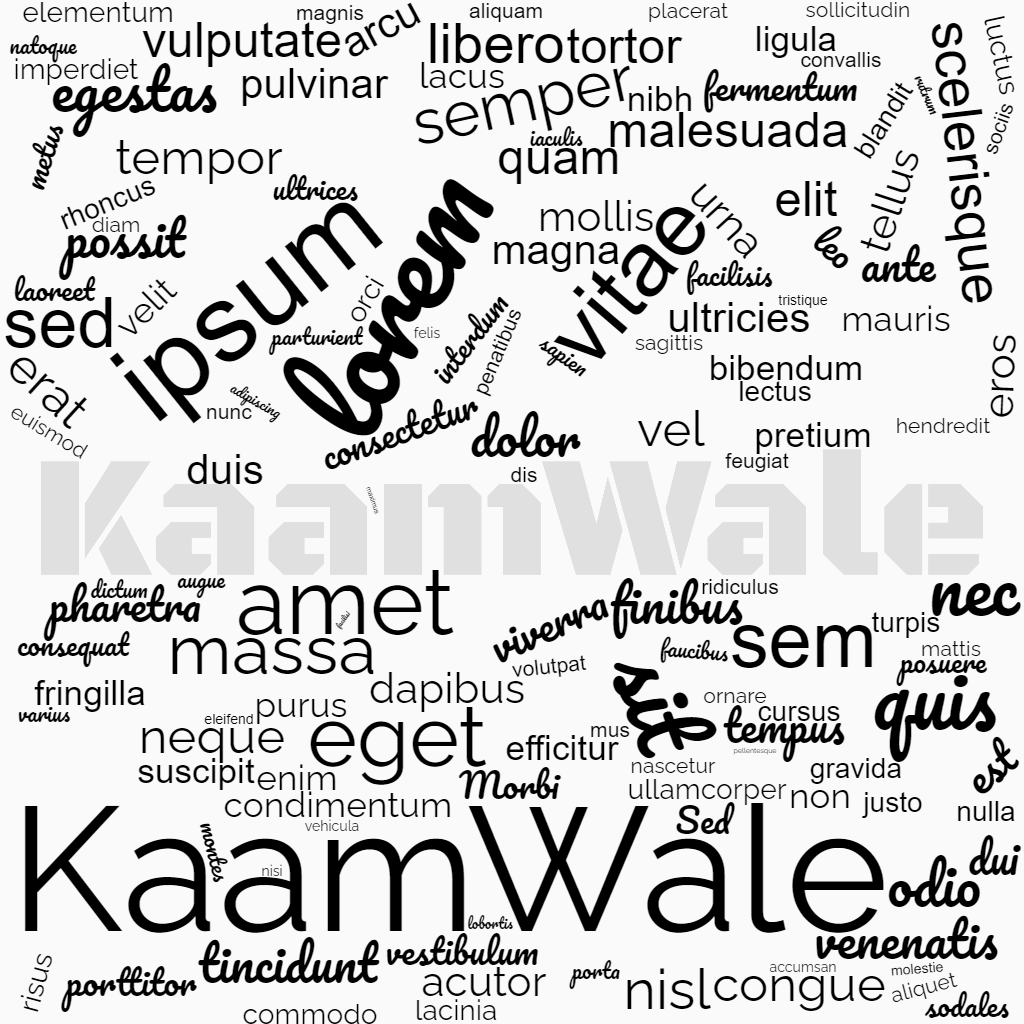 elementum
magnis
aliquam
placerat
sollicitudin
natoque
vulputate
arcu
libero
tortor
ligula
convallis
scelerisque
luctus
imperdiet
egestas
pulvinar
lacus
semper
nibh
fermentum
blandit
rutrum
sociis
metus
tempor
iaculis
quam
malesuada
tellus
rhoncus
diam
possit
ultrices
lorem
ipsum
mollis
magna
vitae
urna
elit
leo
ante
facilisis
laoreet
velit
sed
orci
parturient
felis
interdum
penatibus
sapien
ultricies
tristique
sagittis
mauris
eros
erat
euismod
nunc
adipiscing
consectetur
dolor
bibendum
lectus
vel
pretium
hendredit
feugiat
duis
dis
maximus
KaamWale
dictum
augue
pharetra
amet
facilisi
viverra
finibus
ridiculus
nec
consequat
massa
volutpat
faucibus
sem
turpis
mattis
posuere
fringilla
varius
purus
dapibus
sit
ornare
cursus
tempus
quis
eleifend
neque
eget
efficitur
mus
pellentesque
est
suscipit
enim
Morbi
nascetur
gravida
condimentum
ullamcorper
non
justo
nulla
vehicula
Sed
montes
nisi
KaamWale
lobortis
dui
odio
venenatis
risus
porttitor
tincidunt
vestibulum
acutor
porta
nisl
congue
accumsan
molestie
aliquet
sodales
commodo
lacinia